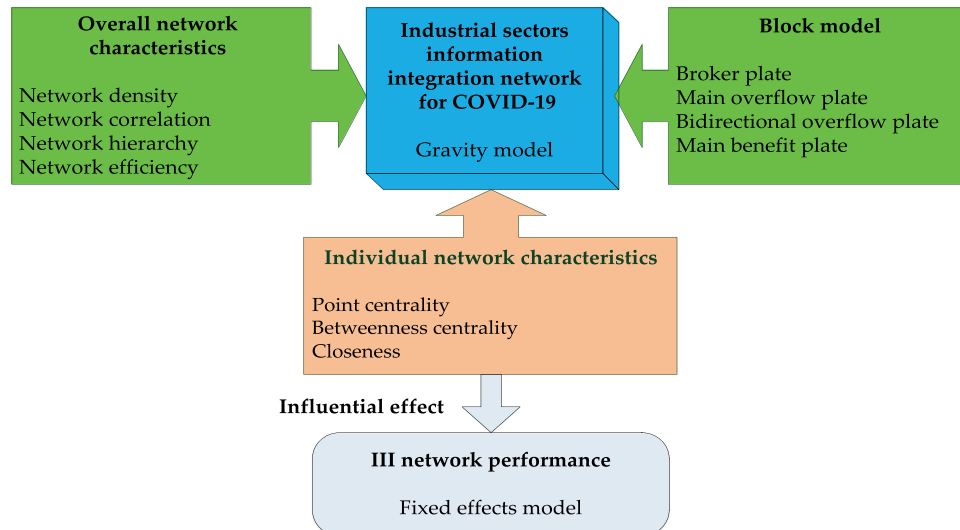 Overall network
characteristics
Network density
Network correlation
Network hierarchy
Network efficiency
Industrial sectors
information
integration network
for COVID-19
Gravity model
Block model
Broker plate
Main overflow plate
Bidirectional overflow plate
Main benefit plate
Individual network characteristics
Point centrality
Betweenness centrality
Closeness
Influential effect
III network performance
Fixed effects model